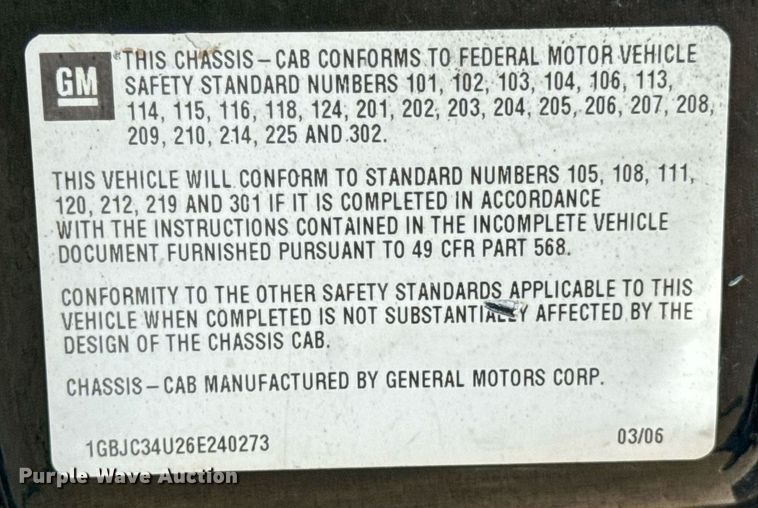 GM
THIS CHASSIS-CAB CONFORMS TO FEDERAL MOTOR VEHICLE
SAFETY STANDARD NUMBERS 101, 102, 103, 104, 106, 113,
114, 115, 116, 118, 124, 201, 202, 203, 204, 205, 206, 207, 208,
209, 210, 214, 225 AND 302.
THIS VEHICLE WILL CONFORM TO STANDARD NUMBERS 105, 108, 111,
120, 212, 219 AND 301 IF IT IS COMPLETED IN ACCORDANCE
WITH THE INSTRUCTIONS CONTAINED IN THE INCOMPLETE VEHICLE
DOCUMENT FURNISHED PURSUANT TO 49 CFR PART 568.
CONFORMITY TO THE OTHER SAFETY STANDARDS APPLICABLE TO THIS
VEHICLE WHEN COMPLETED IS NOT SUBSTANTIALLY AFFECTED BY THE
DESIGN OF THE CHASSIS CAB.
CHASSIS-CAB MANUFACTURED BY GENERAL MOTORS CORP.
1GBJC34U26E240273 03/06
Purple Wave Auction